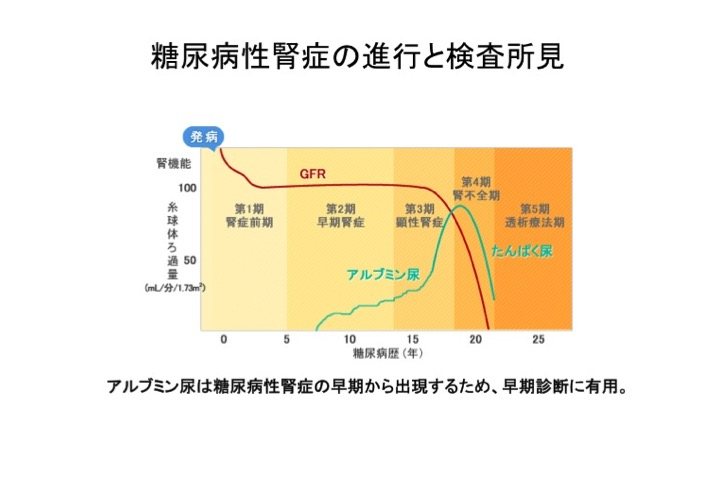 糖尿病性腎症の進行と検査所見
発病
腎機能
GFR
100
糸球体ろ過量
50
(mL/分/1.73m²)
第1期
腎症前期
第2期
早期腎症
第3期
顕性腎症
第4期
腎不全期
第5期
透析療法期
アルブミン尿
たんぱく尿
0 5 10 15 20 25
糖尿病歴（年）
アルブミン尿は糖尿病性腎症の早期から出現するため、早期診断に有用。